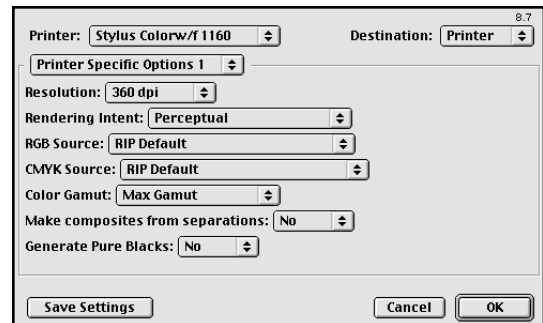 8.7
Printer: Stylus Colorw/f 1160 Destination: Printer
Printer Specific Options 1
Resolution: 360 dpi
Rendering Intent: Perceptual
RGB Source: RIP Default
CMYK Source: RIP Default
Color Gamut: Max Gamut
Make composites from separations: No
Generate Pure Blacks: No
Save Settings Cancel OK